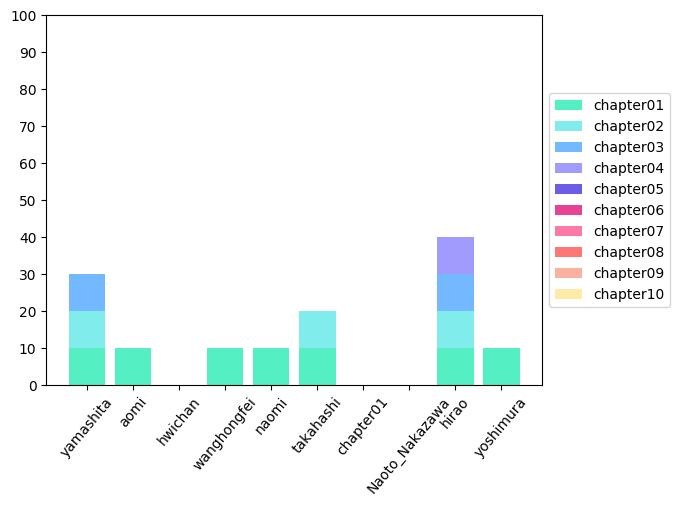 100
90
80
70
60
50
40
30
20
10
0
yamashita
aomi
hwichan
wanghongfei
naomi
takahashi
chapter01
Naoto_Nakazawa
hirao
yoshimura
chapter01
chapter02
chapter03
chapter04
chapter05
chapter06
chapter07
chapter08
chapter09
chapter10